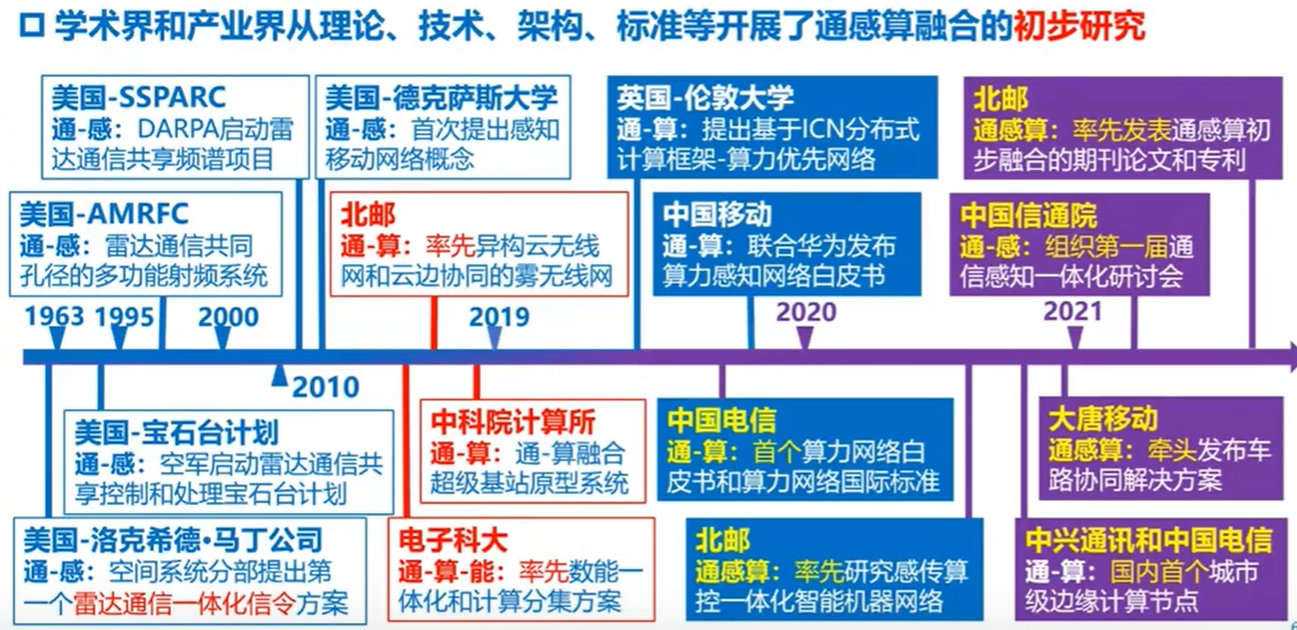 学术界和产业界从理论、技术、架构、标准等开展了通感算融合的初步研究
美国-SSPARC
通-感：DARPA启动雷
达通信共享频谱项目
美国-德克萨斯大学
通-感：首次提出感知
移动网络概念
英国-伦敦大学
通-算：提出基于ICN分布式
计算框架-算力优先网络
北邮
通感算：率先发表通感算初
步融合的期刊论文和专利
美国-AMRFC
通-感：雷达通信共同
孔径的多功能射频系统
北邮
通-算：率先异构云无线
网和云边协同的雾无线网
中国移动
通-算：联合华为发布
算力感知网络白皮书
中国信通院
通-感：组织第一届通
信感知一体化研讨会
1963 1995 2000 2019 2020 2021
2010
美国-宝石台计划
通-感：空军启动雷达通信共
享控制和处理宝石台计划
中科院计算所
通-算：通-算融合
超级基站原型系统
中国电信
通-算：首个算力网络白
皮书和算力网络国际标准
大唐移动
通感算：牵头发布车
路协同解决方案
美国-洛克希德•马丁公司
通-感：空间系统分部提出第
一个雷达通信一体化信令方案
电子科大
通-算-能：率先数能一
体化和计算分集方案
北邮
通感算：率先研究感传算
控一体化智能机器网络
中兴通讯和中国电信
通-算：国内首个城市
级边缘计算节点